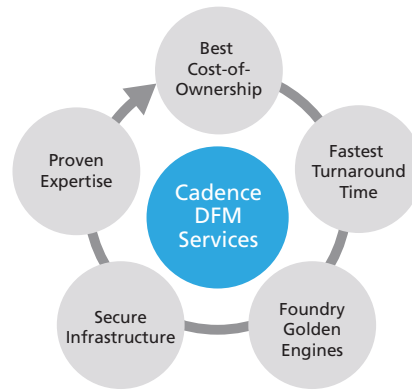 Best
Cost-of-
Ownership
Fastest
Turnaround
Time
Foundry
Golden
Engines
Secure
Infrastructure
Proven
Expertise
Cadence
DFM
Services